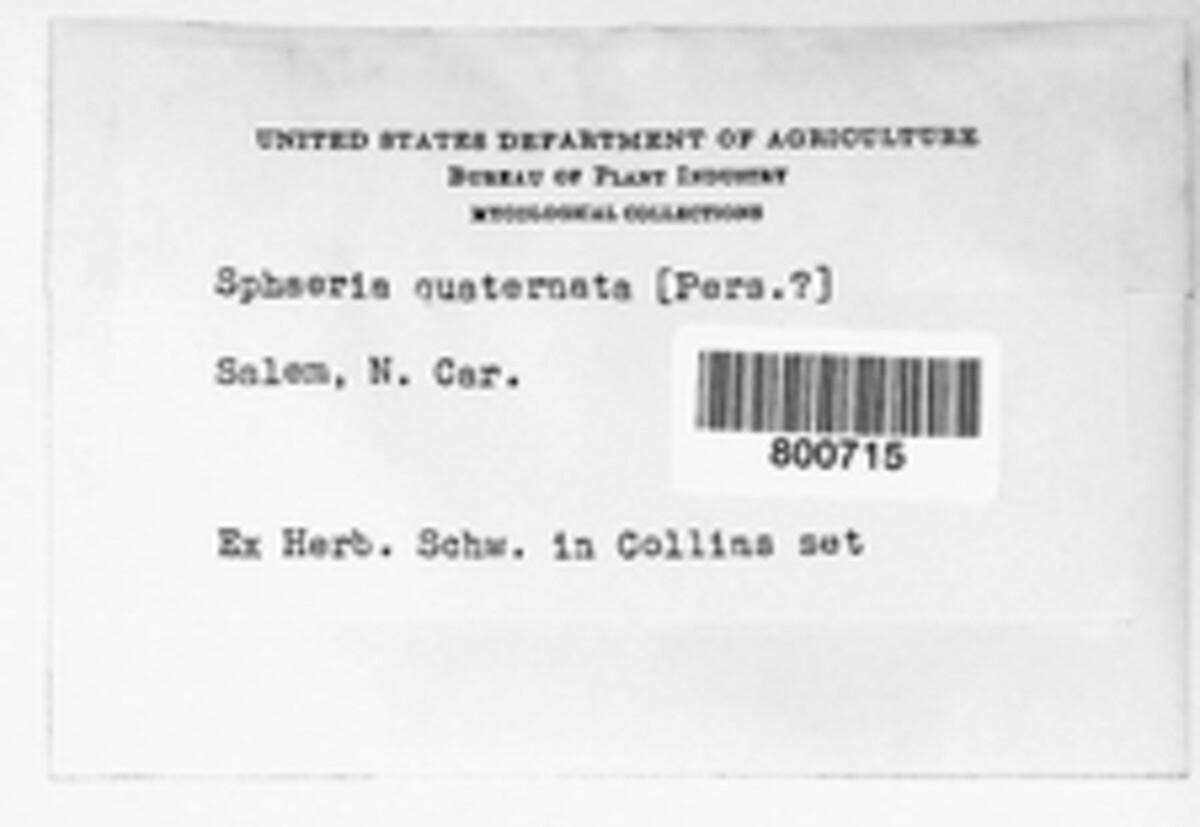 UNITED STATES DEPARTMENT OF AGRICULTURE
BUREAU OF PLANT INDUSTRY
MYCOLOGICAL COLLECTIONS
Sphaeria quaternata [Pers.?]
Salem, N. Car.
800715
Ex Herb. Schw. in Collins set